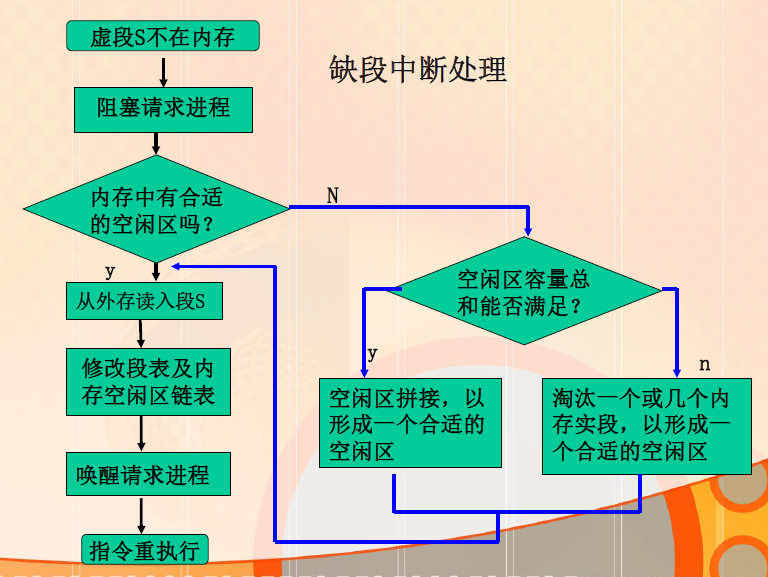 缺段中断处理
虚段S不在内存
阻塞请求进程
内存中有合适
的空闲区吗?
N
y
空闲区容量总
和能否满足?
从外存读入段S
y
n
修改段表及内
存空闲区链表
空闲区拼接,以
形成一个合适的
空闲区
淘汰一个或几个内
存实段,以形成一
个合适的空闲区
唤醒请求进程
指令重执行